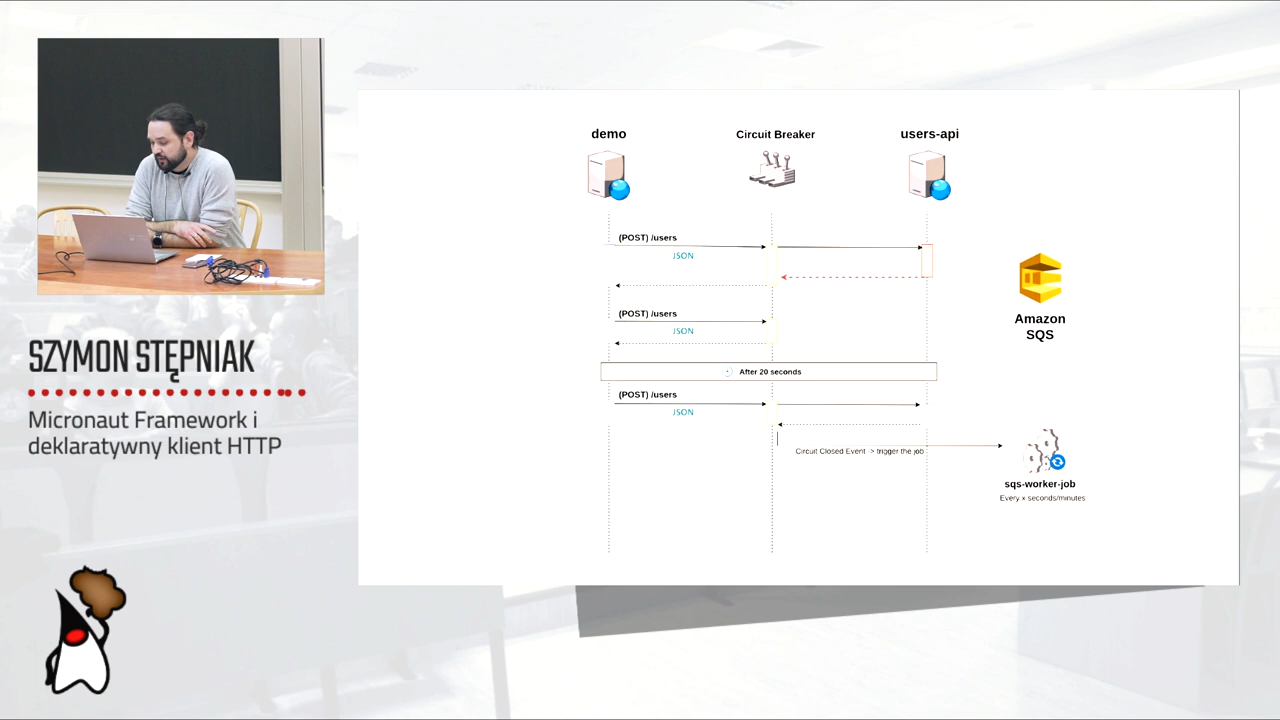 SZYMON STĘPNIAK
Micronaut Framework i
deklaratywny klient HTTP
demo
Circuit Breaker
users-api
(POST) /users
JSON
Amazon
SQS
(POST) /users
JSON
After 20 seconds
(POST) /users
JSON
Circuit Closed Event -> trigger the job
sqs-worker-job
Every x seconds/minutes